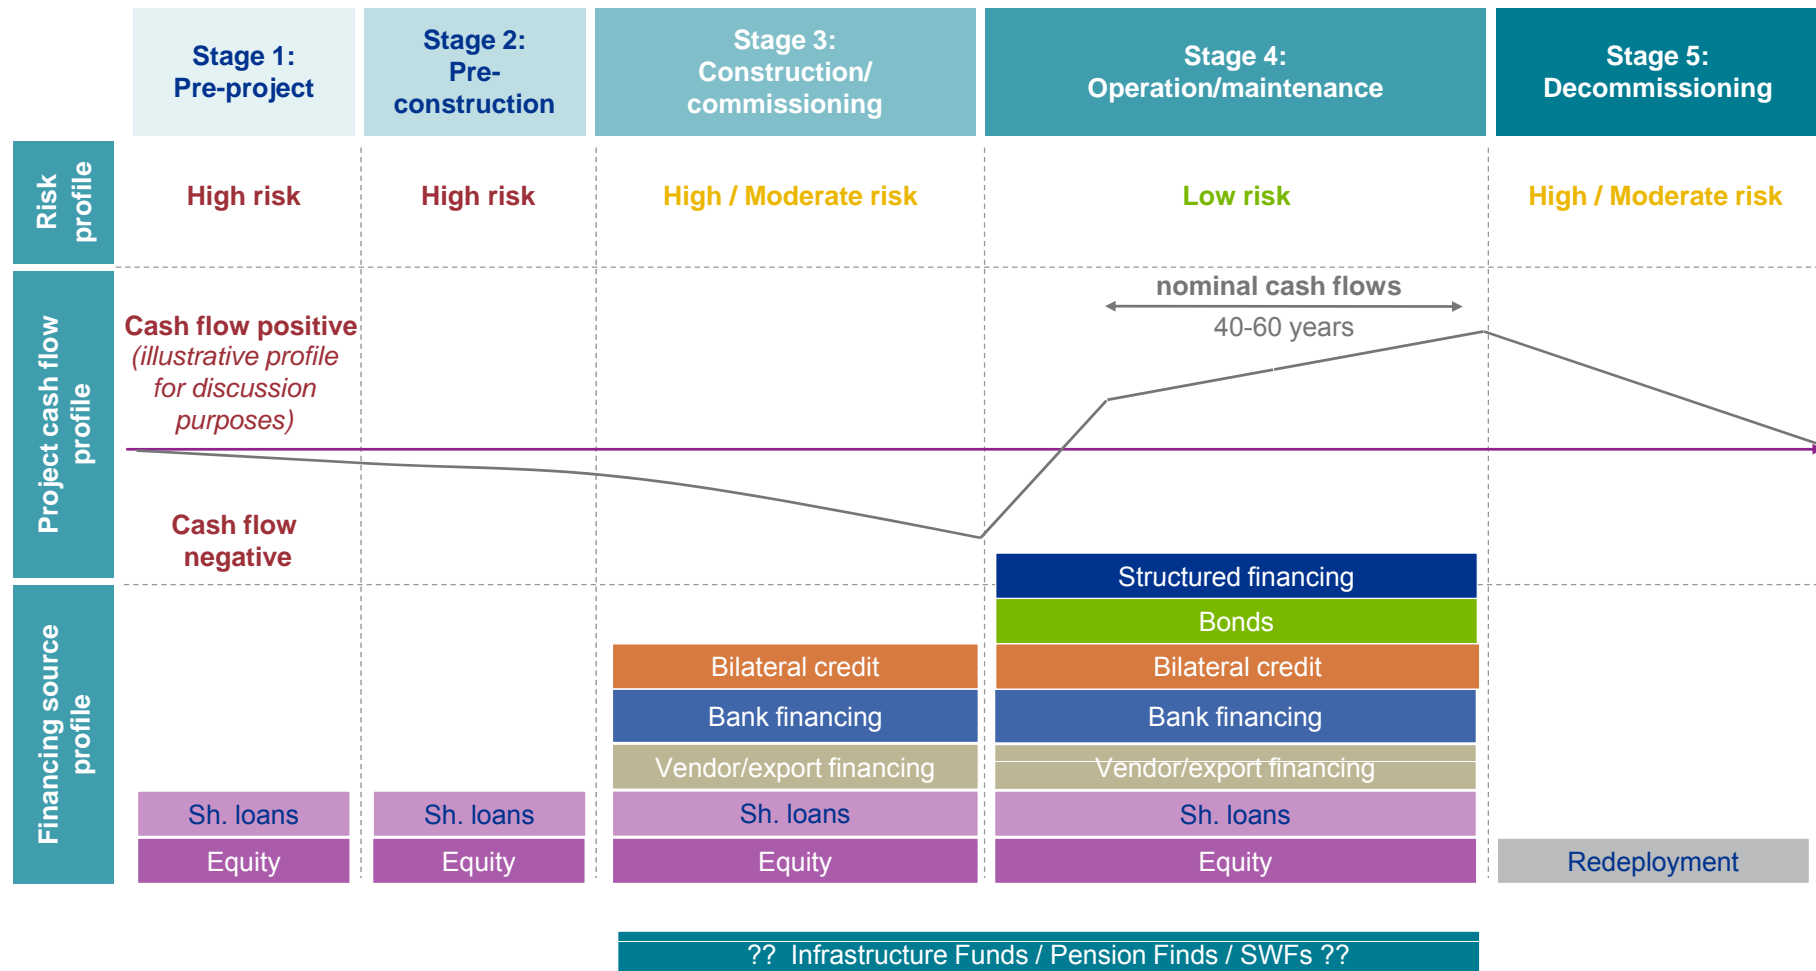 Stage 1:
Pre-project
Stage 2:
Pre-
construction
Stage 3:
Construction/
commissioning
Stage 4:
Operation/maintenance
Stage 5:
Decommissioning
Risk
profile
High risk
High risk
High / Moderate risk
Low risk
High / Moderate risk
Project cash flow
profile
Cash flow positive
(illustrative profile
for discussion
purposes)
nominal cash flows
40-60 years
Cash flow
negative
Financing source
profile
Structured financing
Bonds
Bilateral credit
Bilateral credit
Bank financing
Bank financing
Vendor/export financing
Vendor/export financing
Sh. loans
Sh. loans
Sh. loans
Sh. loans
Equity
Equity
Equity
Equity
Redeployment
?? Infrastructure Funds / Pension Finds / SWFs ??